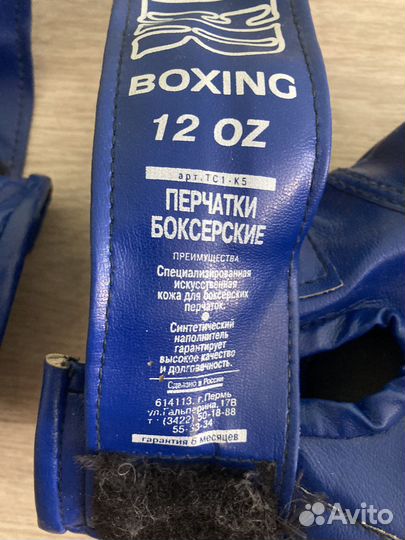 BOXING
12 OZ
арт.ТС1-К5
ПЕРЧАТКИ
БОКСЕРСКИЕ
ПРЕИМУЩЕСТВА
Специализированная
искусственная
кожа для боксерских
перчаток
Синтетический
наполнитель
гарантирует
высокое качество
и долговечность.
Сделано в России
614113. г.Пермь
ул.Гальперина,17В
т.(3422) 50-18-88
55-33-34
гарантия 6 месяцев
Avito